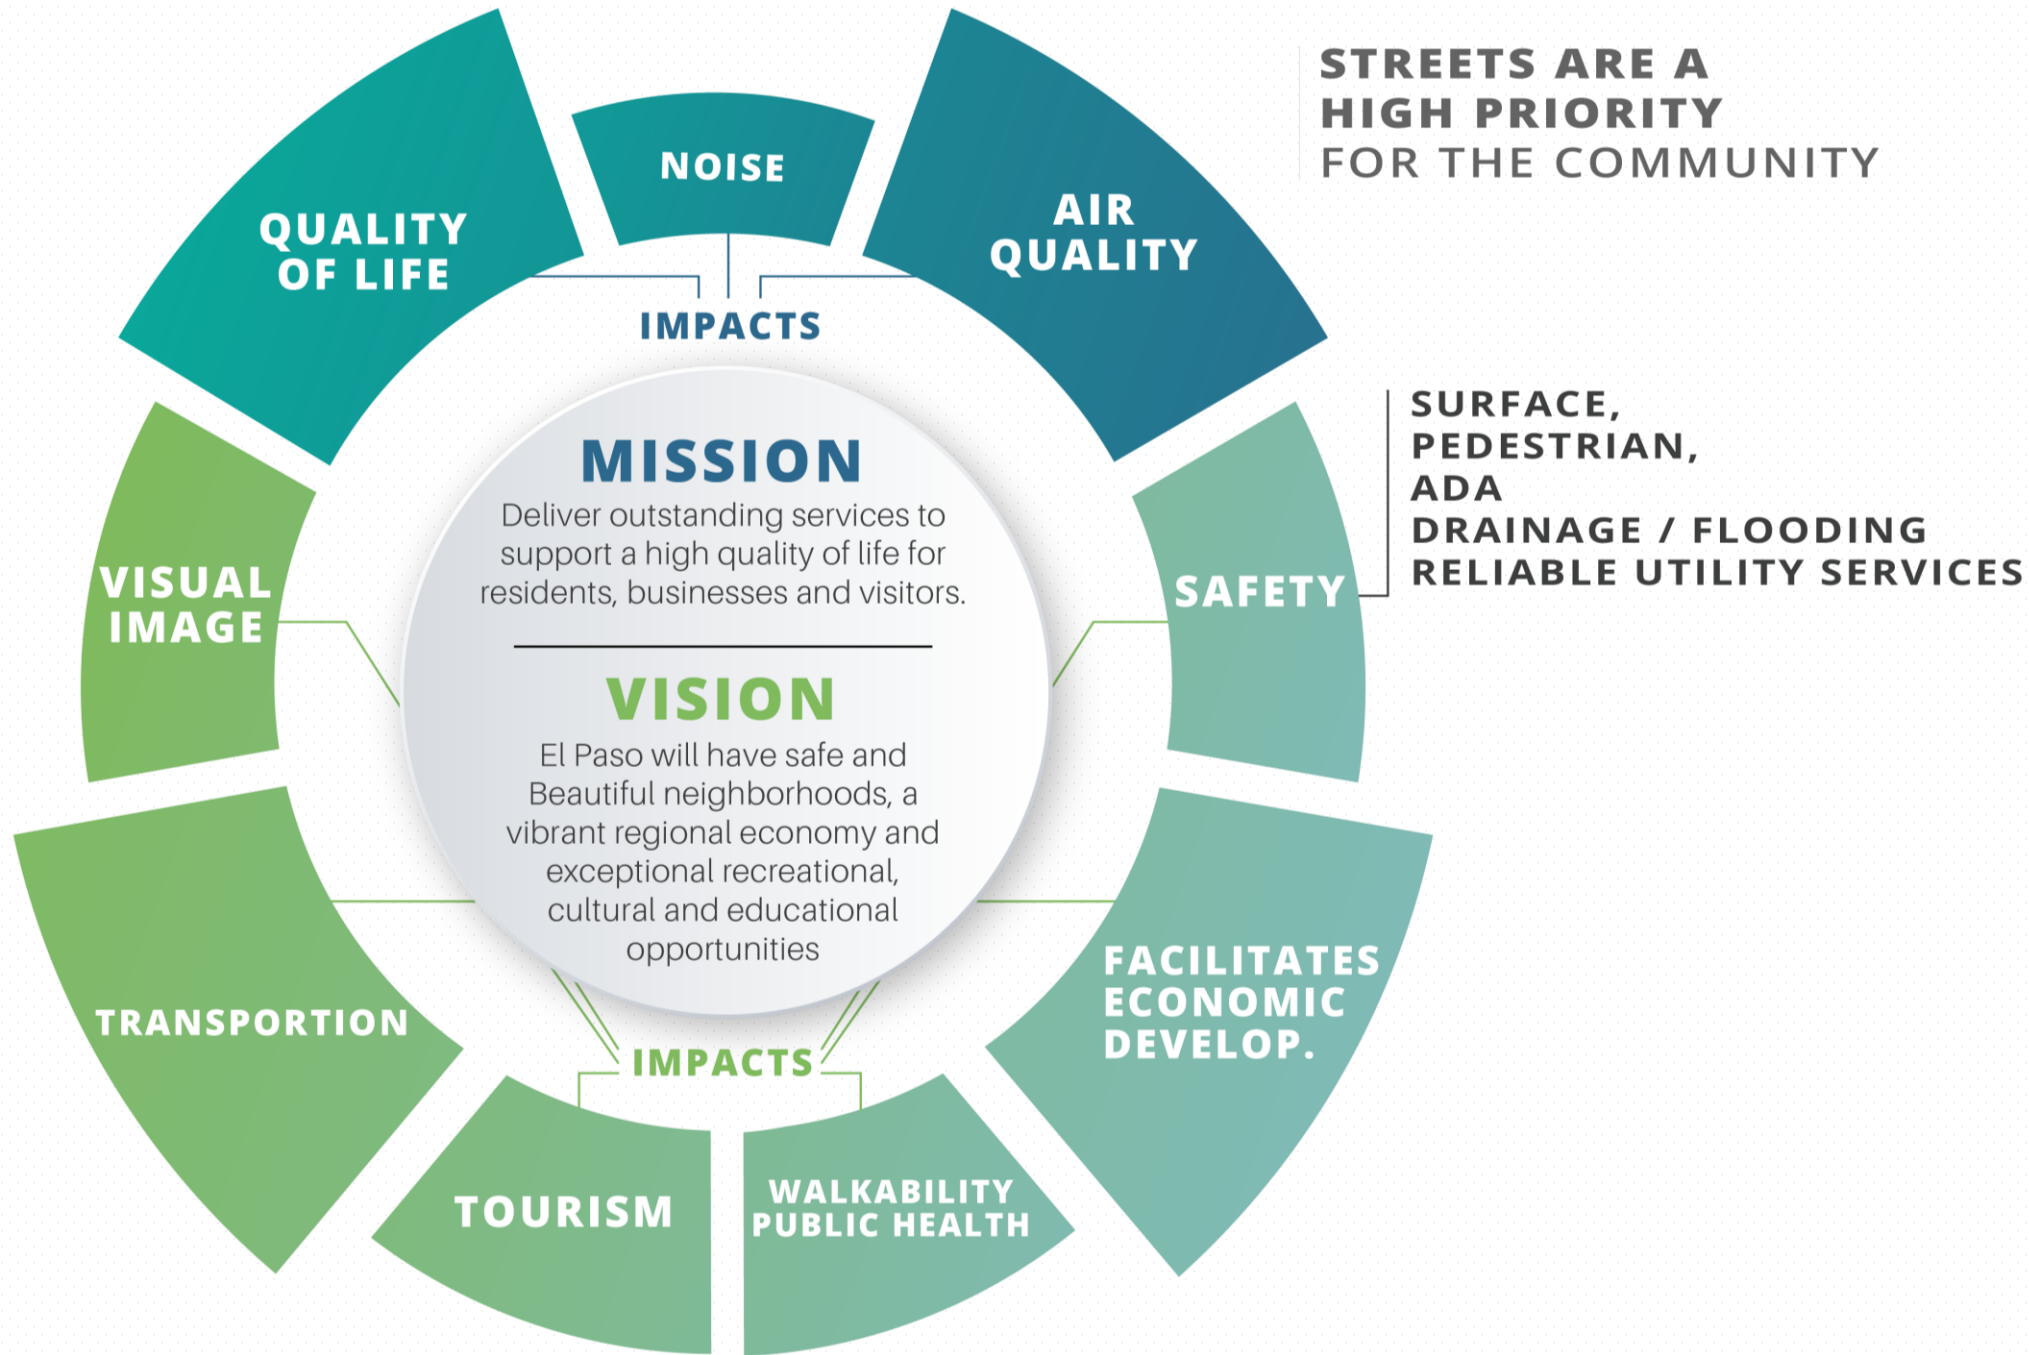 STREETS ARE A
HIGH PRIORITY
FOR THE COMMUNITY
QUALITY
OF LIFE
NOISE
AIR
QUALITY
IMPACTS
MISSION
Deliver outstanding services to
support a high quality of life for
residents, businesses and visitors.
VISION
El Paso will have safe and
Beautiful neighborhoods, a
vibrant regional economy and
exceptional recreational,
cultural and educational
opportunities
VISUAL
IMAGE
SAFETY
SURFACE,
PEDESTRIAN,
ADA
DRAINAGE / FLOODING
RELIABLE UTILITY SERVICES
TRANSPORTION
FACILITATES
ECONOMIC
DEVELOP.
IMPACTS
TOURISM
WALKABILITY
PUBLIC HEALTH